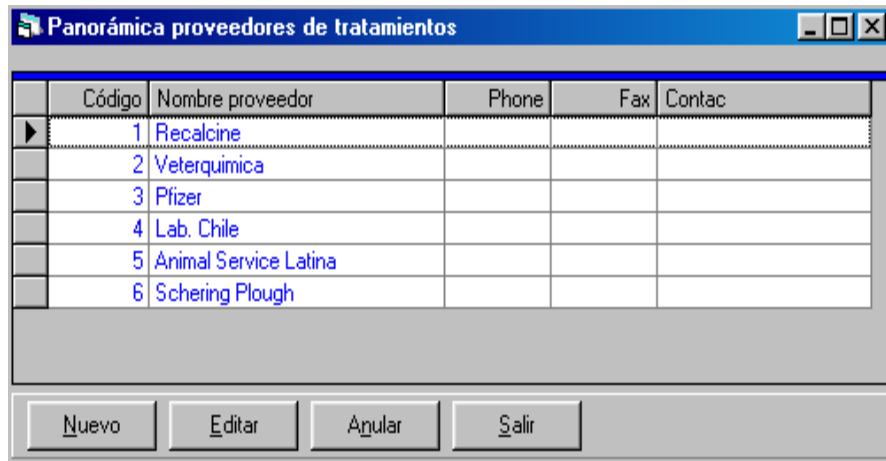 Panorámica proveedores de tratamientos
Código Nombre proveedor Phone Fax Contac
1 Recalcine
2 Veterquimica
3 Pfizer
4 Lab. Chile
5 Animal Service Latina
6 Schering Plough
Nuevo Editar Anular Salir